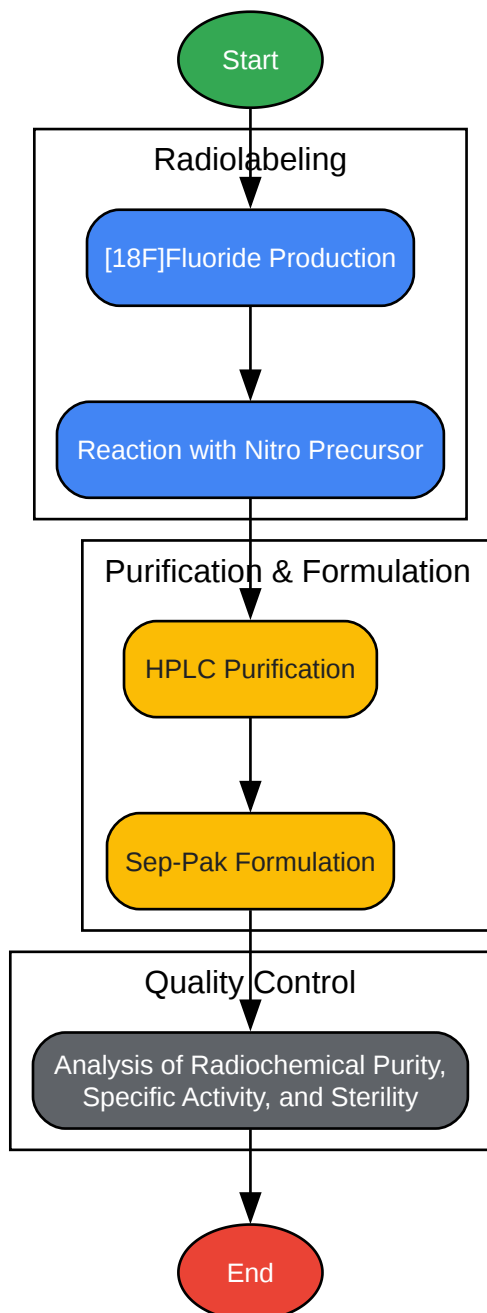 Start
Radiolabeling
[18F]Fluoride Production
Reaction with Nitro Precursor
Purification & Formulation
HPLC Purification
Sep-Pak Formulation
Quality Control
Analysis of Radiochemical Purity,
Specific Activity, and Sterility
End